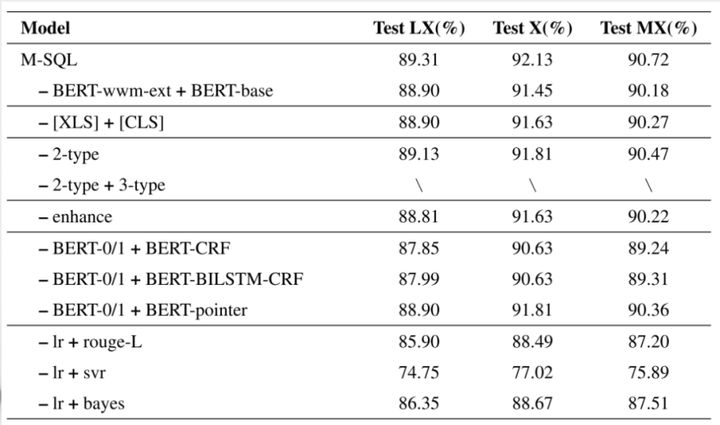 Model Test LX(%) Test X(%) Test MX(%)
M-SQL 89.31 92.13 90.72
– BERT-wwm-ext + BERT-base 88.90 91.45 90.18
– [XLS] + [CLS] 88.90 91.63 90.27
– 2-type 89.13 91.81 90.47
– 2-type + 3-type \ \ \
– enhance 88.81 91.63 90.22
– BERT-0/1 + BERT-CRF 87.85 90.63 89.24
– BERT-0/1 + BERT-BILSTM-CRF 87.99 90.63 89.31
– BERT-0/1 + BERT-pointer 88.90 91.81 90.36
– lr + rouge-L 85.90 88.49 87.20
– lr + svr 74.75 77.02 75.89
– lr + bayes 86.35 88.67 87.51